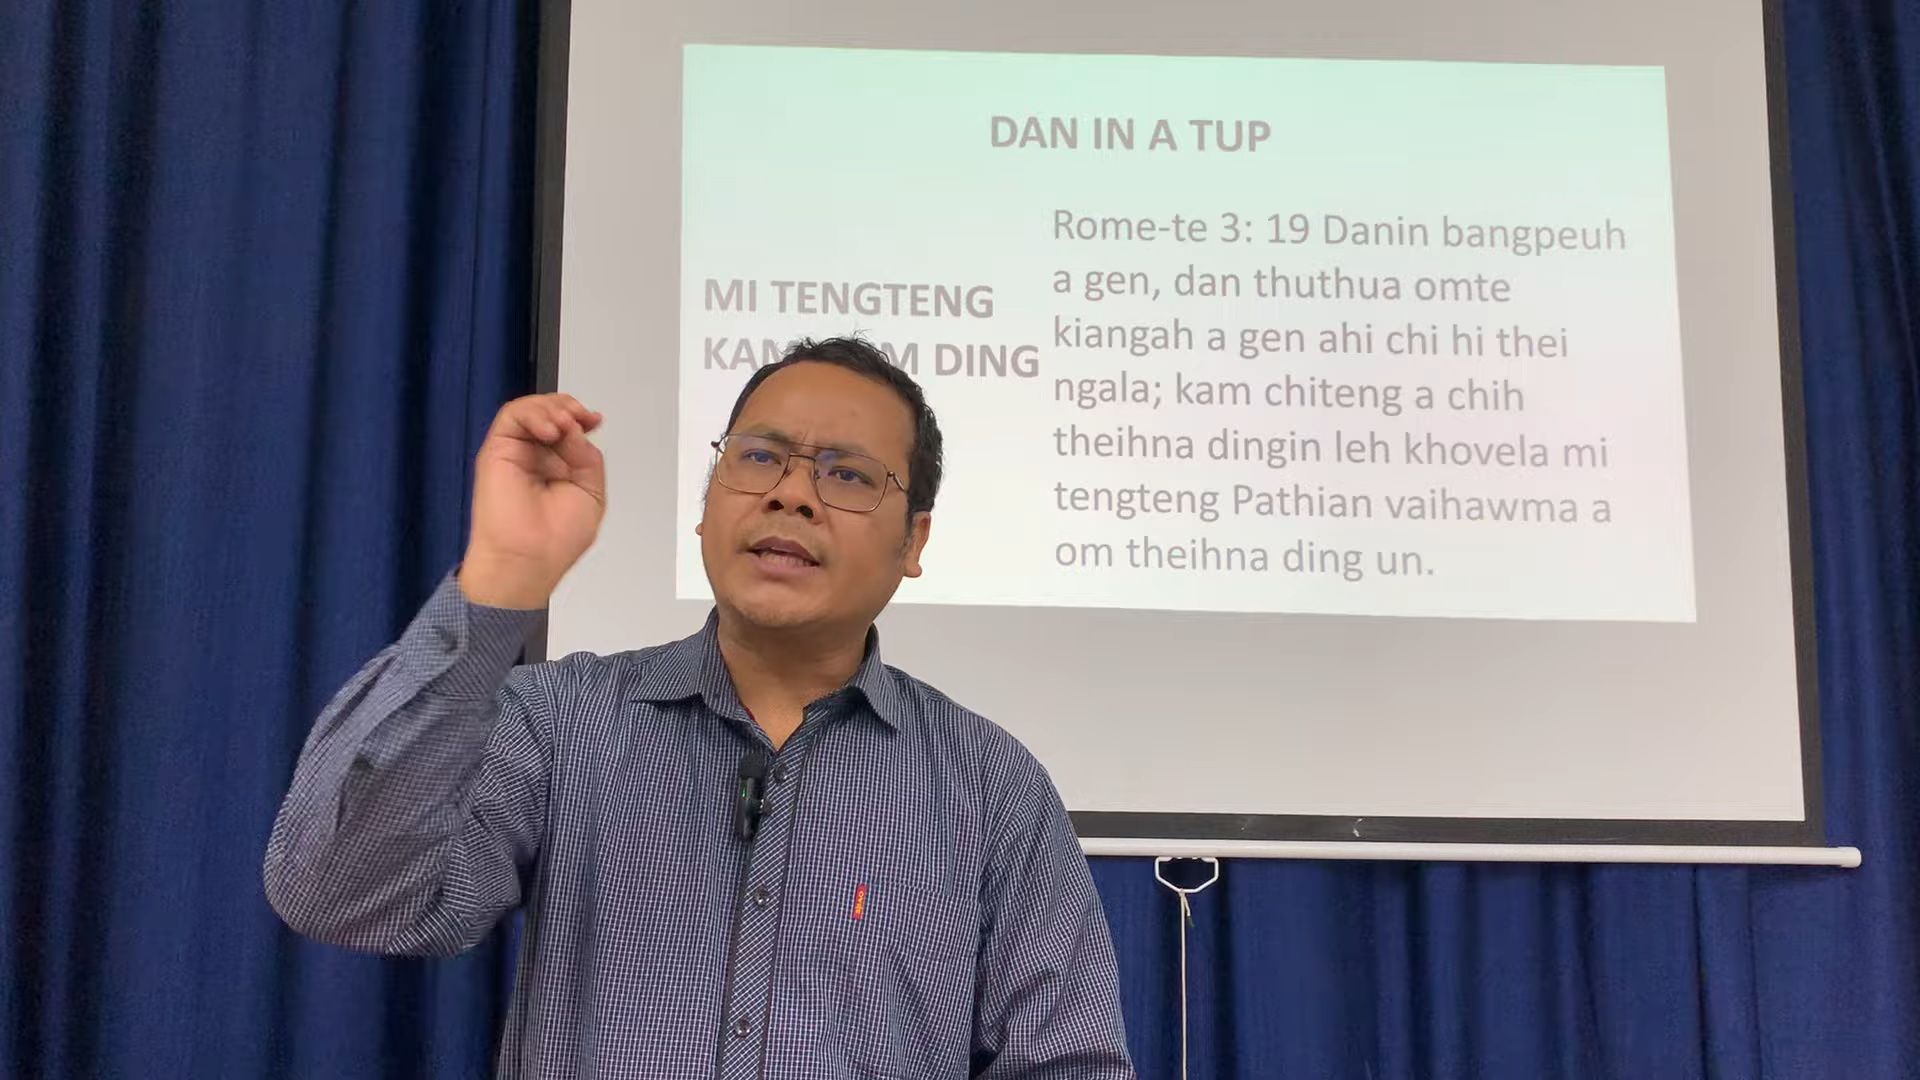 DAN IN A TUP
MI TENGTENG
DING
Rome-te 3: 19 Danin bangpeuh
a gen, dan thuthua omte
kiangah a gen ahi chi hi thei
ngala; kam chiteng a chih
theihna dingin leh khovela mi
tengteng Pathian vaihawma a
om theihna ding un.